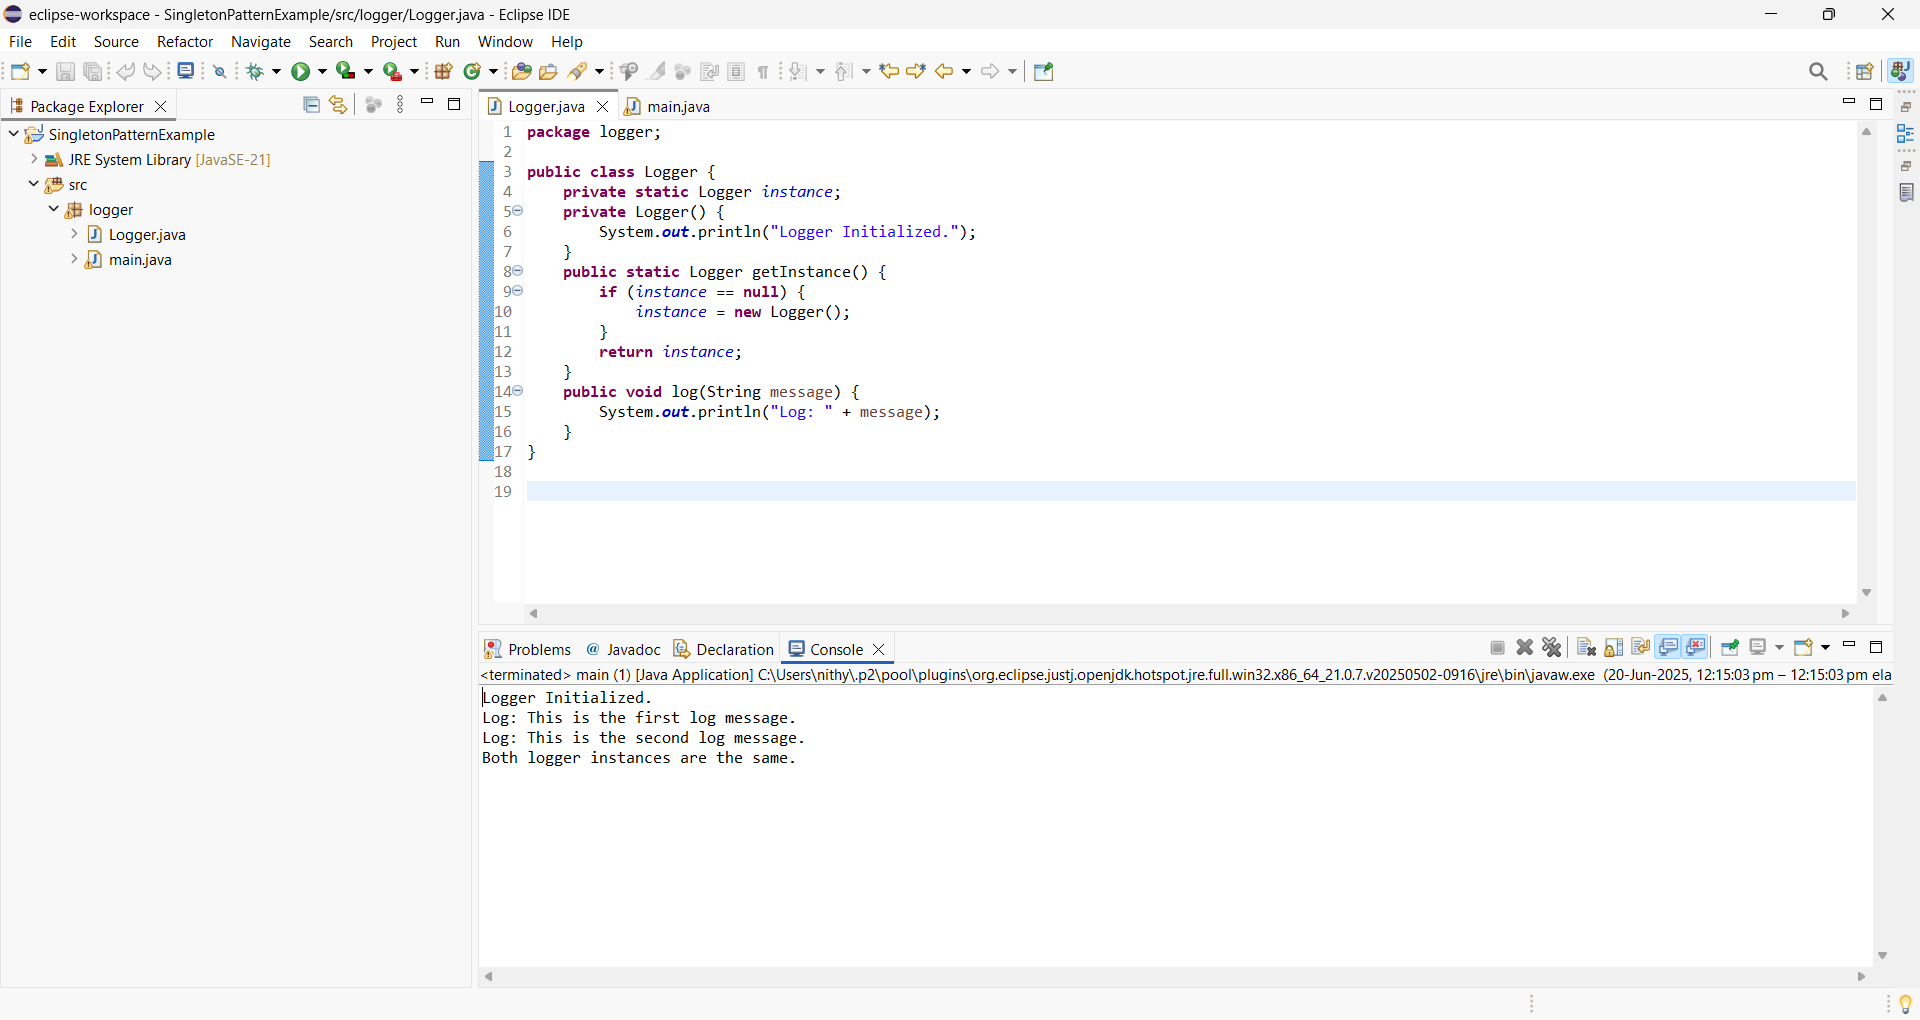 eclipse-workspace - SingletonPatternExample/src/logger/Logger.java - Eclipse IDE
File Edit Source Refactor Navigate Search Project Run Window Help
Package Explorer
SingletonPatternExample
JRE System Library [JavaSE-21]
src
logger
Logger.java
main.java
Logger.java main.java
1 package logger;
2
3 public class Logger {
4     private static Logger instance;
5     private Logger() {
6         System.out.println("Logger Initialized.");
7     }
8     public static Logger getInstance() {
9         if (instance == null) {
10             instance = new Logger();
11         }
12         return instance;
13     }
14     public void log(String message) {
15         System.out.println("Log: " + message);
16     }
17 }
18
19
Problems @ Javadoc Declaration Console
<terminated> main (1) [Java Application] C:\Users\nithy\.p2\pool\plugins\org.eclipse.justj.openjdk.hotspot.jre.full.win32.x86_64_21.0.7.v20250502-0916\jre\bin\javaw.exe (20-Jun-2025, 12:15:03 pm – 12:15:03 pm ela
Logger Initialized.
Log: This is the first log message.
Log: This is the second log message.
Both logger instances are the same.